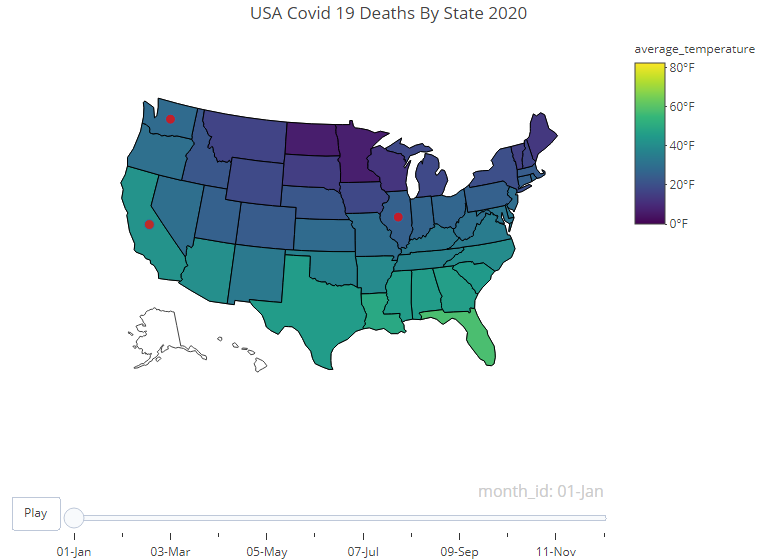 USA Covid 19 Deaths By State 2020
average_temperature
80°F
60°F
40°F
20°F
0°F
month_id: 01-Jan
Play
01-Jan 03-Mar 05-May 07-Jul 09-Sep 11-Nov